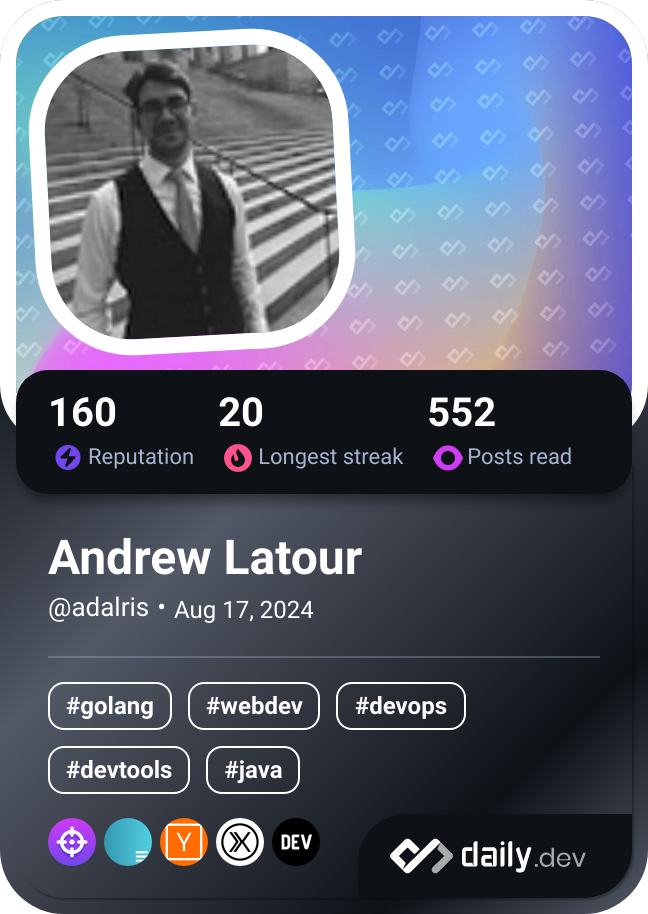 160 20 552
Reputation Longest streak Posts read
Andrew Latour
@adalris • Aug 17, 2024
#golang #webdev #devops
#devtools #java
Y DEV
daily.dev